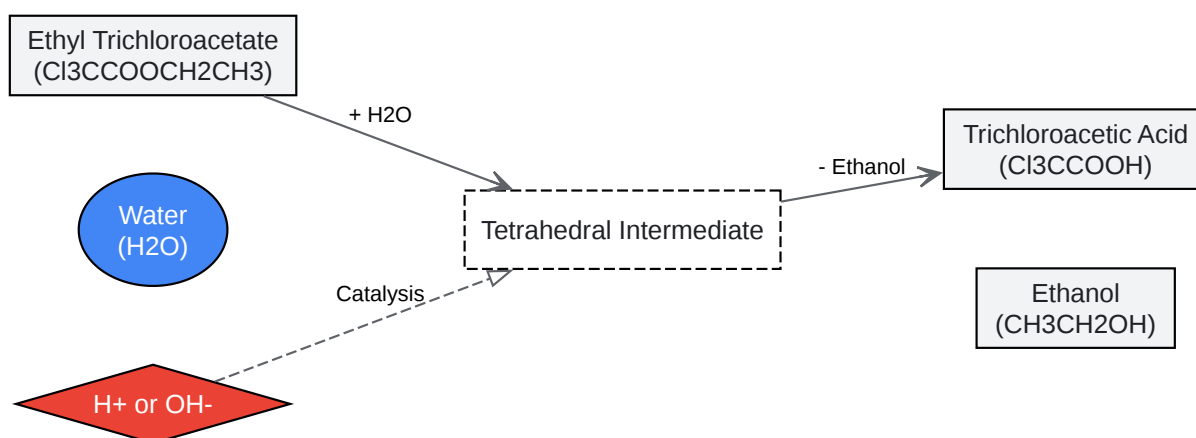 Ethyl Trichloroacetate
(Cl3CCOOCH2CH3)
+ H2O
Water
(H2O)
Catalysis
H+ or OH-
Tetrahedral Intermediate
- Ethanol
Trichloroacetic Acid
(Cl3CCOOH)
Ethanol
(CH3CH2OH)